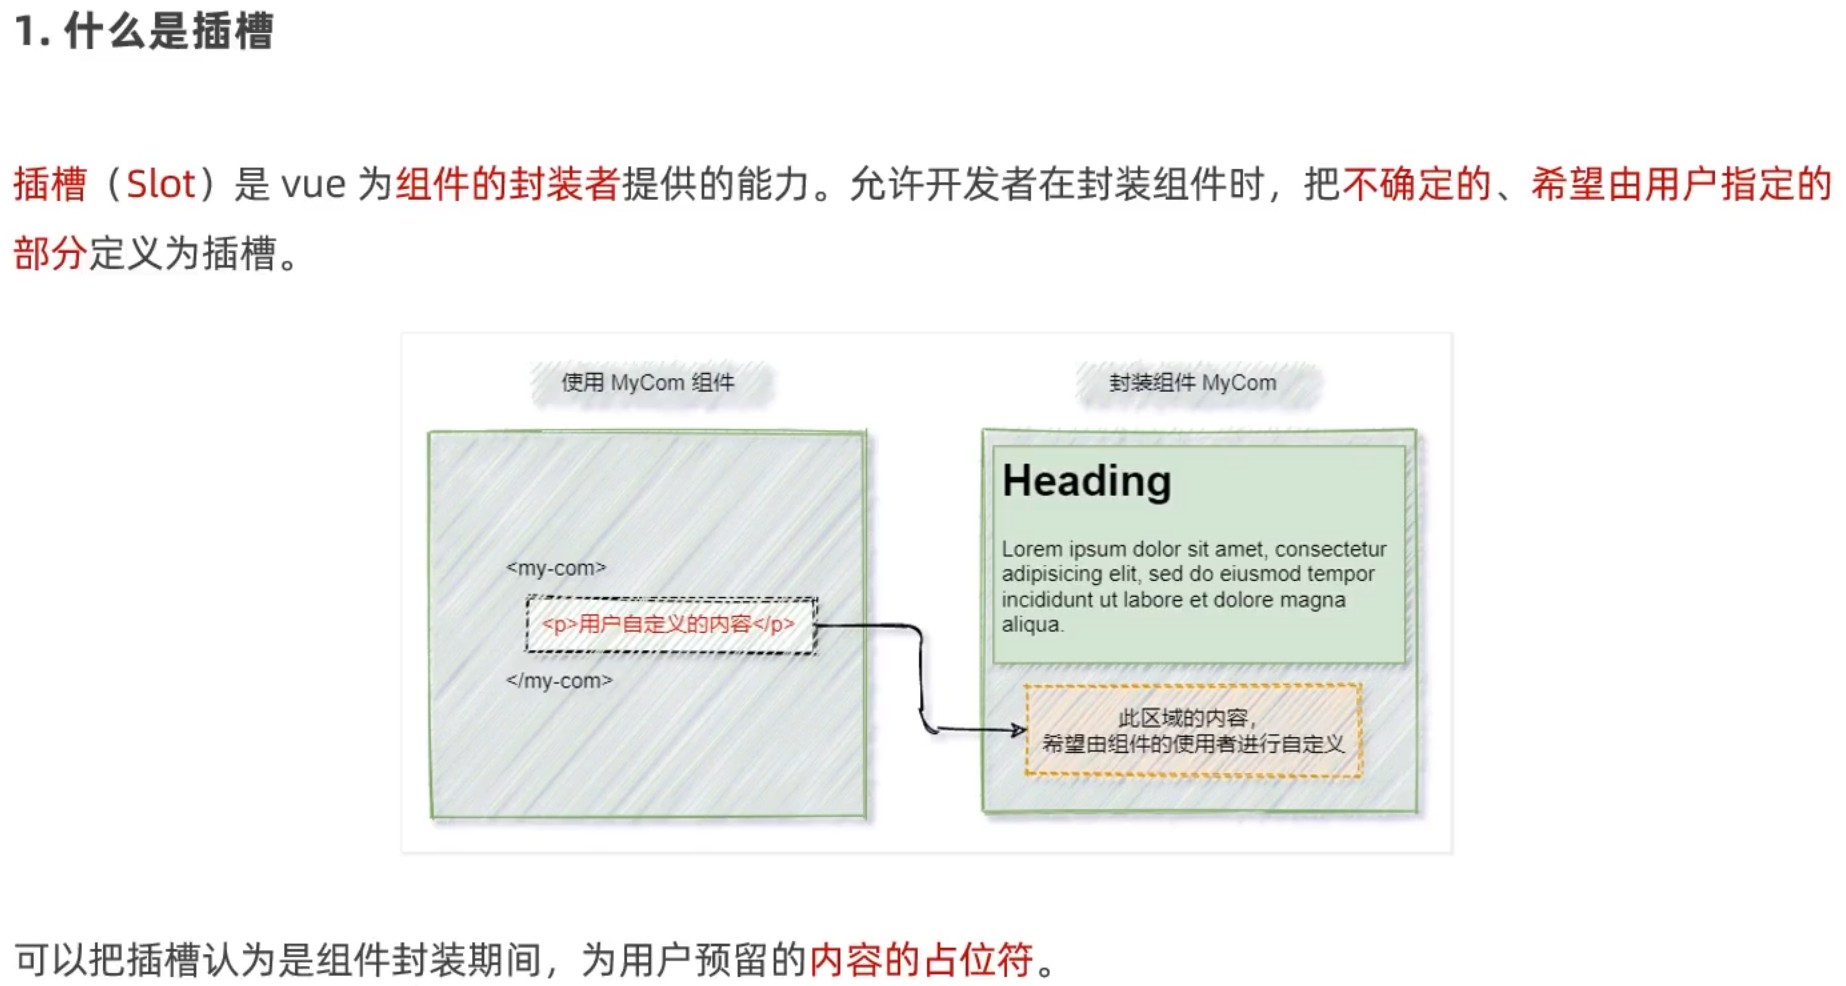 1. 什么是插槽
插槽（Slot）是 vue 为组件的封装者提供的能力。允许开发者在封装组件时，把不确定的、希望由用户指定的
部分定义为插槽。
使用 MyCom 组件
封装组件 MyCom
<my-com>
<p>用户自定义的内容</p>
</my-com>
Heading
Lorem ipsum dolor sit amet, consectetur
adipisicing elit, sed do eiusmod tempor
incididunt ut labore et dolore magna
aliqua.
此区域的内容，
希望由组件的使用者进行自定义
可以把插槽认为是组件封装期间，为用户预留的内容的占位符。